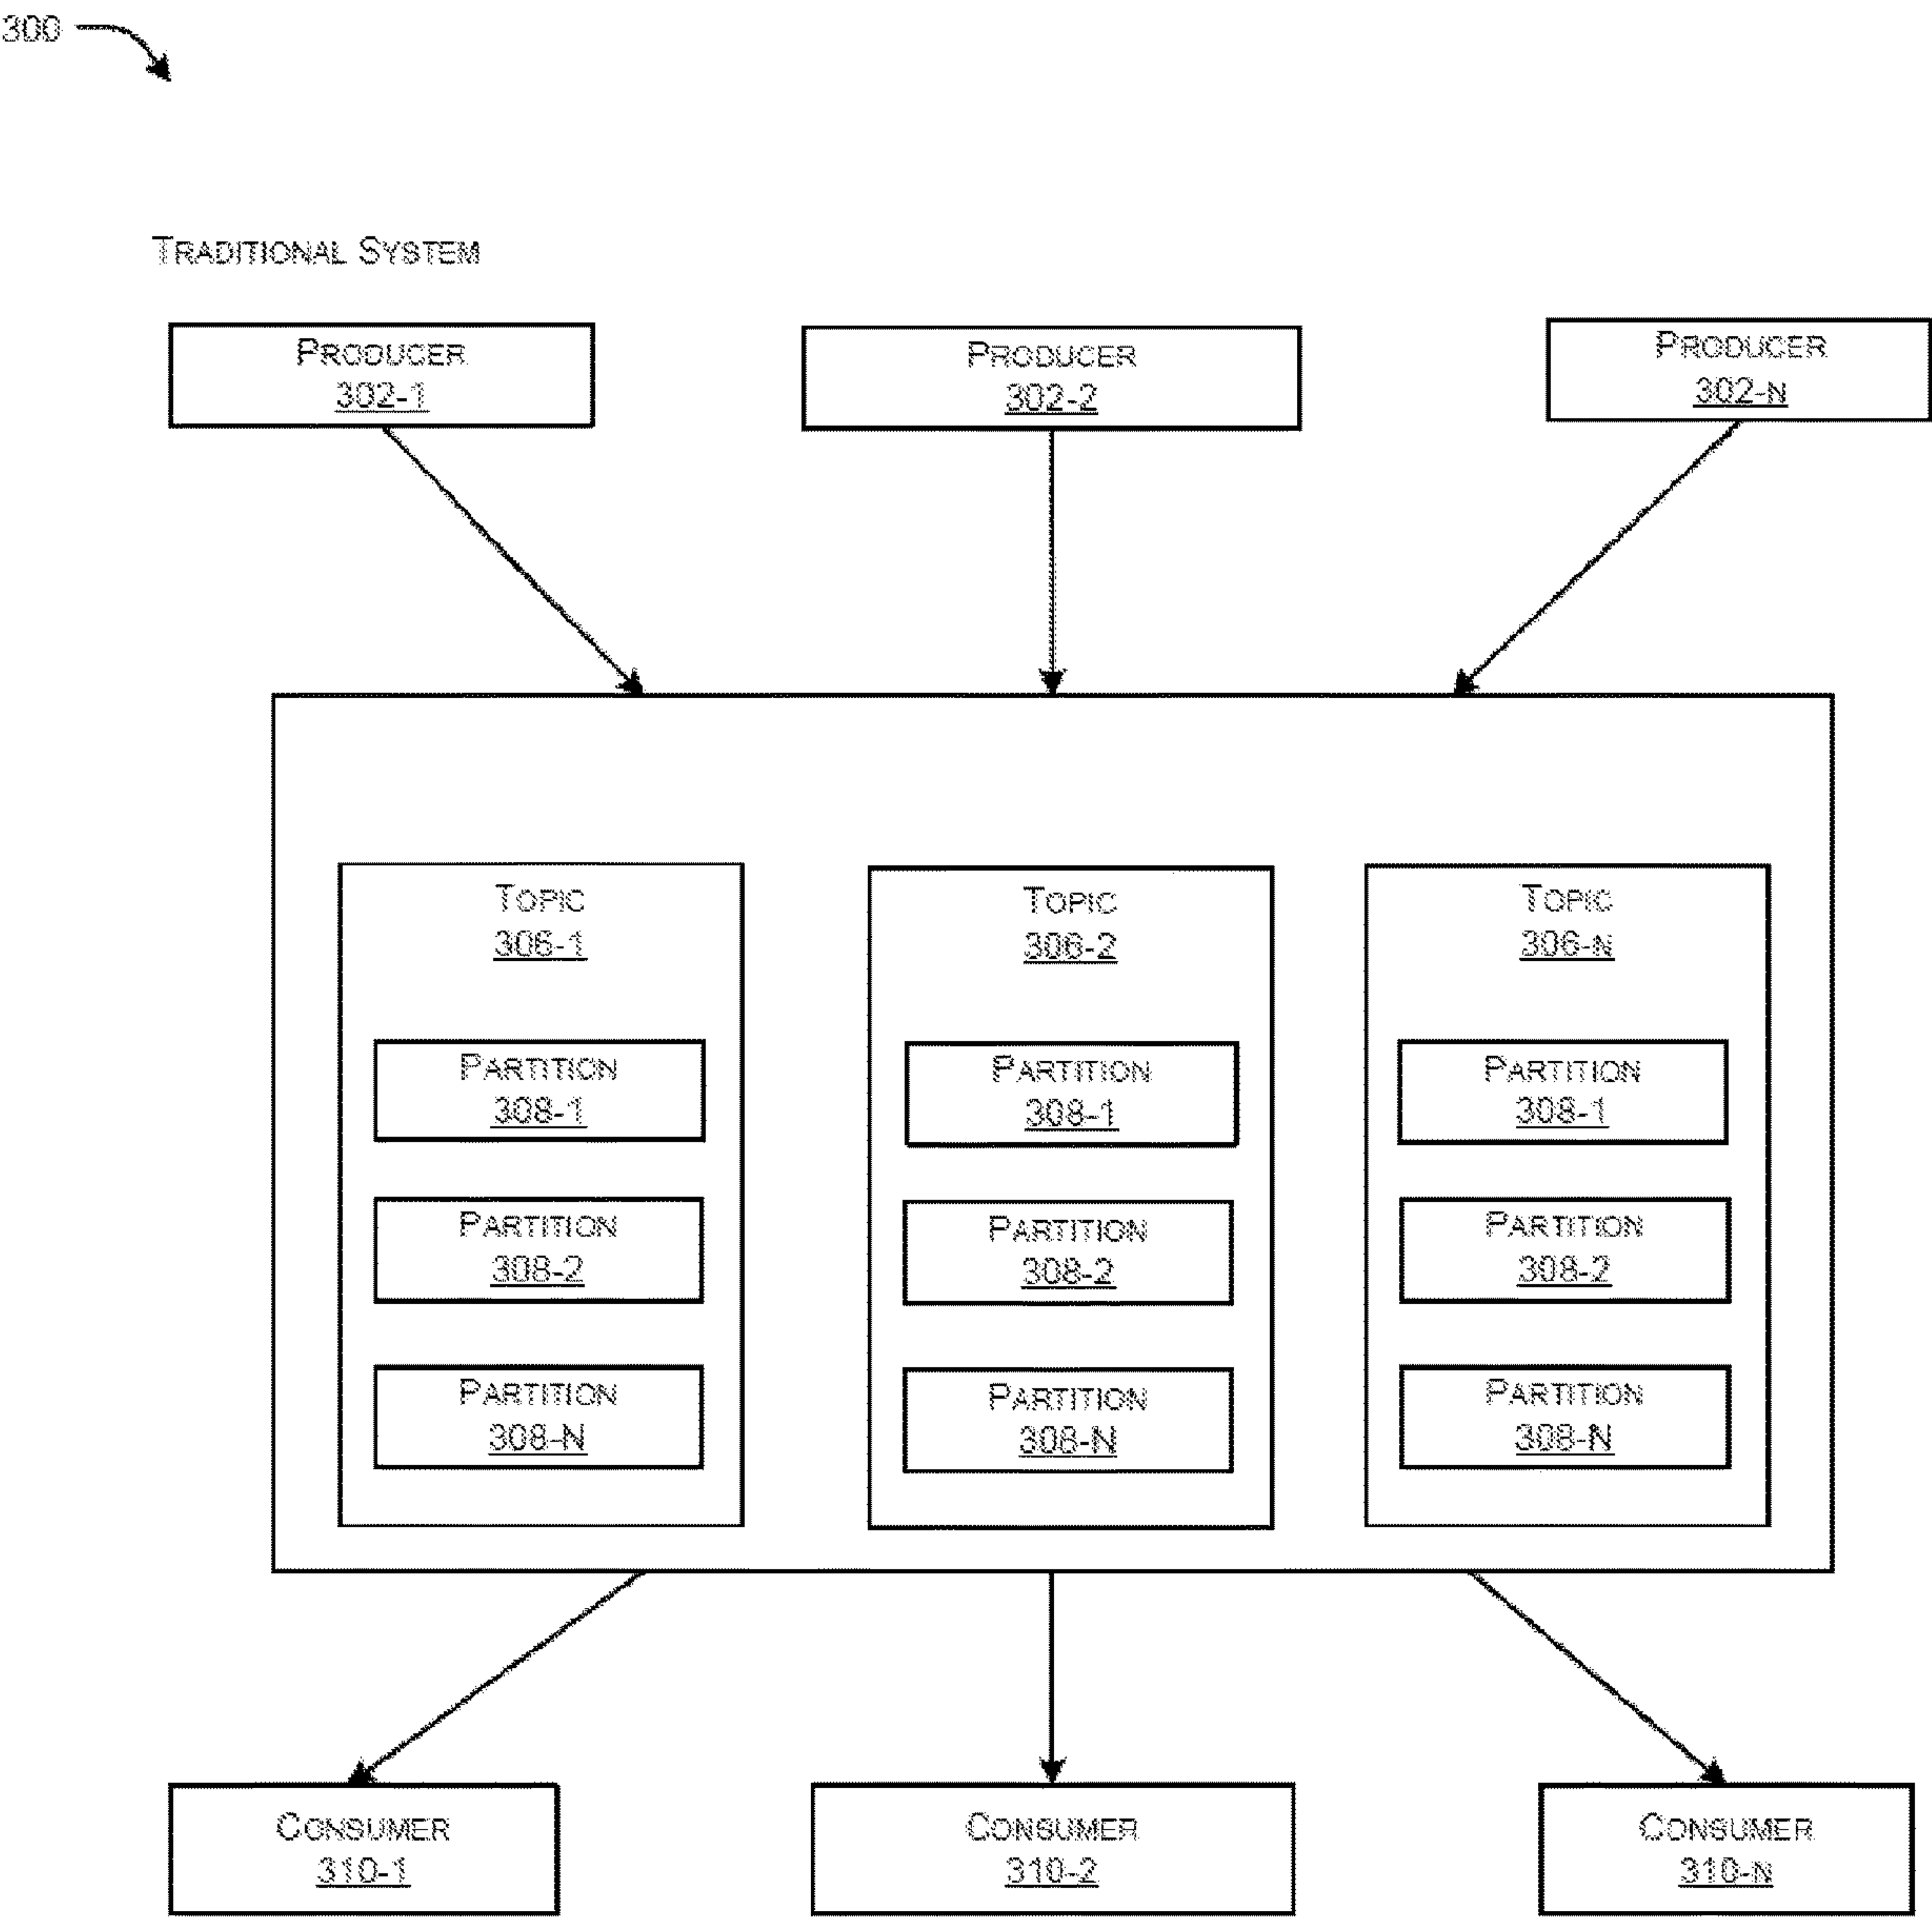 300
TRADITIONAL SYSTEM
PRODUCER
302-1
PRODUCER
302-2
PRODUCER
302-N
TOPIC
306-1
TOPIC
306-2
TOPIC
306-N
PARTITION
308-1
PARTITION
308-1
PARTITION
308-1
PARTITION
308-2
PARTITION
308-2
PARTITION
308-2
PARTITION
308-N
PARTITION
308-N
PARTITION
308-N
CONSUMER
310-1
CONSUMER
310-2
CONSUMER
310-N